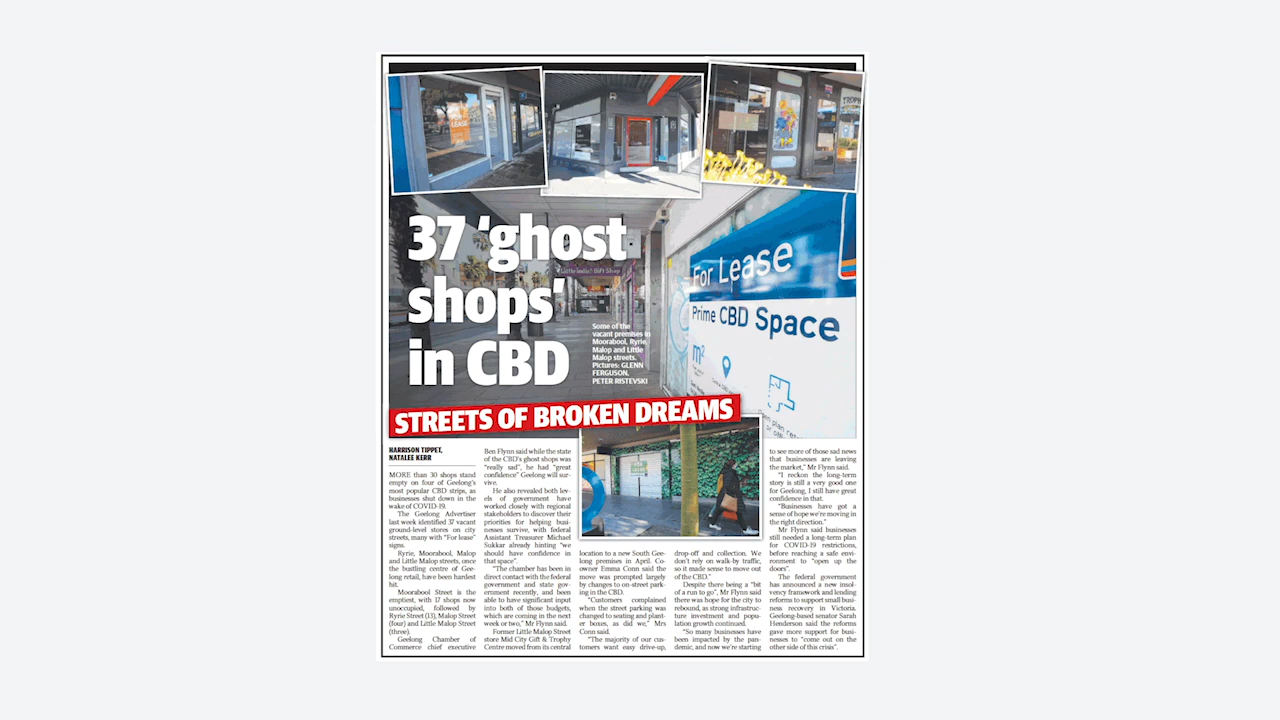 LEASE
37 ‘ghost
shops’
in CBD
Little India! Gift Shop
Some of the
vacant premises in
Moorabool, Ryrie,
Malop and Little
Malop streets.
Pictures: GLENN
FERGUSON,
PETER RISTEVSKI
For Lease
Prime CBD Space
m²
STREETS OF BROKEN DREAMS
HARRISON TIPPET,
NATALEE KERR
MORE than 30 shops stand
empty on four of Geelong’s
most popular CBD strips, as
businesses shut down in the
wake of COVID-19.
The Geelong Advertiser
last week identified 37 vacant
ground-level stores on city
streets, many with “For lease”
signs.
Ryrie, Moorabool, Malop
and Little Malop streets, once
the bustling centre of Gee-
long retail, have been hardest
hit.
Moorabool Street is the
emptiest, with 17 shops now
unoccupied, followed by
Ryrie Street (13), Malop Street
(four) and Little Malop Street
(three).
Geelong Chamber of
Commerce chief executive
Ben Flynn said while the state
of the CBD’s ghost shops was
“really sad”, he had “great
confidence” Geelong will sur-
vive.
He also revealed both lev-
els of government have
worked closely with regional
stakeholders to discover their
priorities for helping busi-
nesses survive, with federal
Assistant Treasurer Michael
Sukkar already hinting “we
should have confidence in
that space”.
“The chamber has been in
direct contact with the federal
government and state gov-
ernment recently, and been
able to have significant input
into both of those budgets,
which are coming in the next
week or two,” Mr Flynn said.
Former Little Malop Street
store Mid City Gift & Trophy
Centre moved from its central
location to a new South Gee-
long premises in April. Co-
owner Emma Conn said the
move was prompted largely
by changes to on-street park-
ing in the CBD.
“Customers complained
when the street parking was
changed to seating and plant-
er boxes, as did we,” Mrs
Conn said.
“The majority of our cus-
tomers want easy drive-up,
drop-off and collection. We
don’t rely on walk-by traffic,
so it made sense to move out
of the CBD.”
Despite there being a “bit
of a run to go”, Mr Flynn said
there was hope for the city to
rebound, as strong infrastruc-
ture investment and popu-
lation growth continued.
“So many businesses have
been impacted by the pan-
demic, and now we’re starting
to see more of those sad news
that businesses are leaving
the market,” Mr Flynn said.
“I reckon the long-term
story is still a very good one
for Geelong, I still have great
confidence in that.
“Businesses have got a
sense of hope we’re moving in
the right direction.”
Mr Flynn said businesses
still needed a long-term plan
for COVID-19 restrictions,
before reaching a safe envi-
ronment to “open up the
doors”.
The federal government
has announced a new insol-
vency framework and lending
reforms to support small busi-
ness recovery in Victoria.
Geelong-based senator Sarah
Henderson said the reforms
gave more support for busi-
nesses to “come out on the
other side of this crisis”.